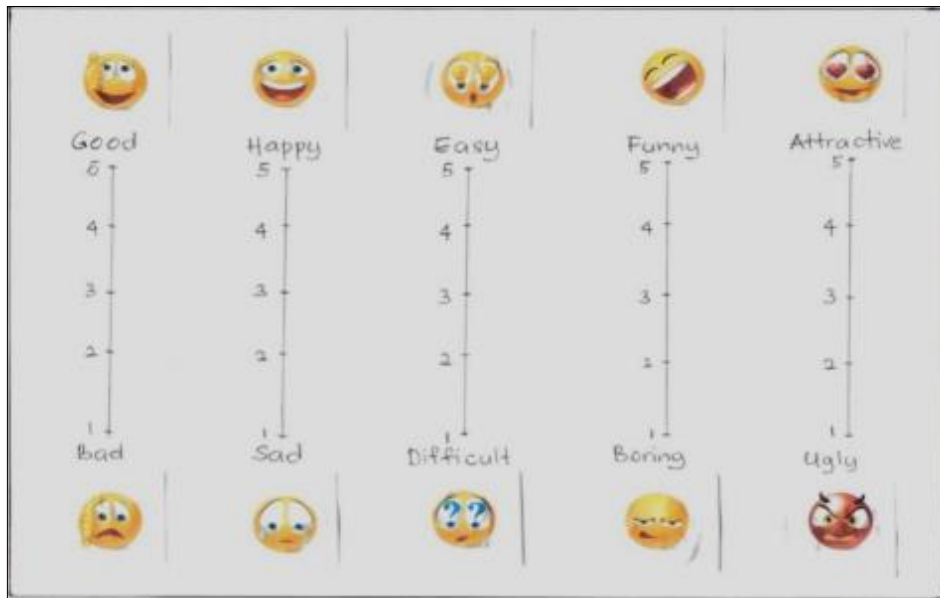 Good Happy Easy Funny Attractive
5 5 5 5 5
4 4 4 4 4
3 3 3 3 3
2 2 2 2 2
1 1 1 1 1
Bad Sad Difficult Boring Ugly
? ?